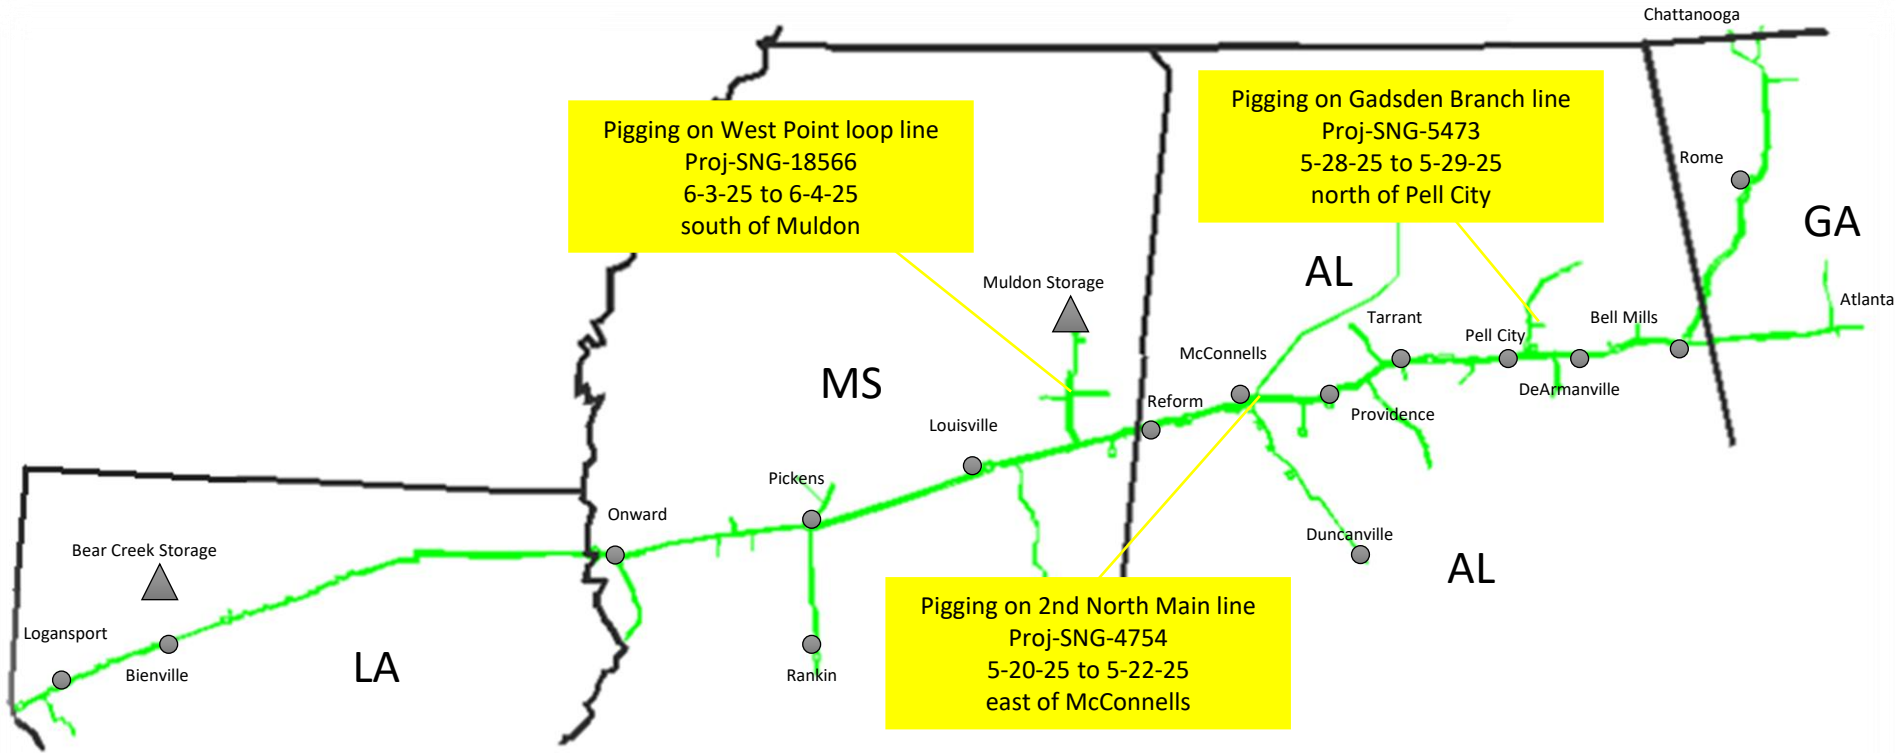 Chattanooga
Pigging on West Point loop line
Proj-SNG-18566
6-3-25 to 6-4-25
south of Muldon
Pigging on Gadsden Branch line
Proj-SNG-5473
5-28-25 to 5-29-25
north of Pell City
Rome
GA
AL
Muldon Storage
Atlanta
Tarrant
Bell Mills
Pell City
McConnells
MS
DeArmanville
Reform
Providence
Louisville
Pickens
Onward
Duncanville
Bear Creek Storage
AL
Pigging on 2nd North Main line
Proj-SNG-4754
5-20-25 to 5-22-25
east of McConnells
Logansport
Bienville
LA
Rankin